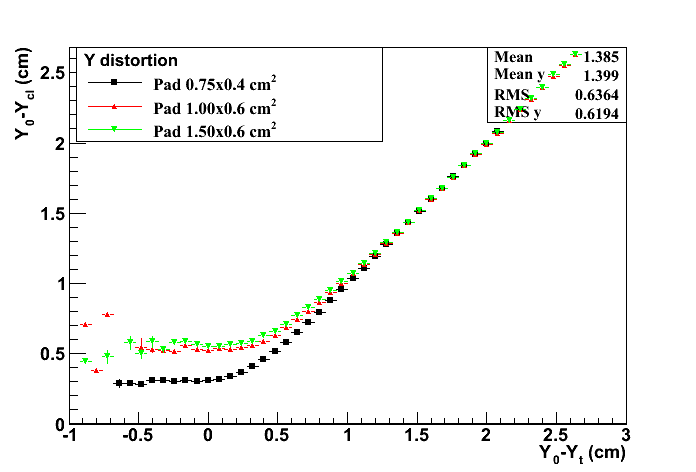 Y distortion
Pad 0.75x0.4 cm²
Pad 1.00x0.6 cm²
Pad 1.50x0.6 cm²
Mean 1.385
Mean y 1.399
RMS 0.6364
RMS y 0.6194
Y₀-Y_cl (cm)
2.5
2
1.5
1
0.5
0
-1 -0.5 0 0.5 1 1.5 2 2.5 3
Y₀-Y_t (cm)